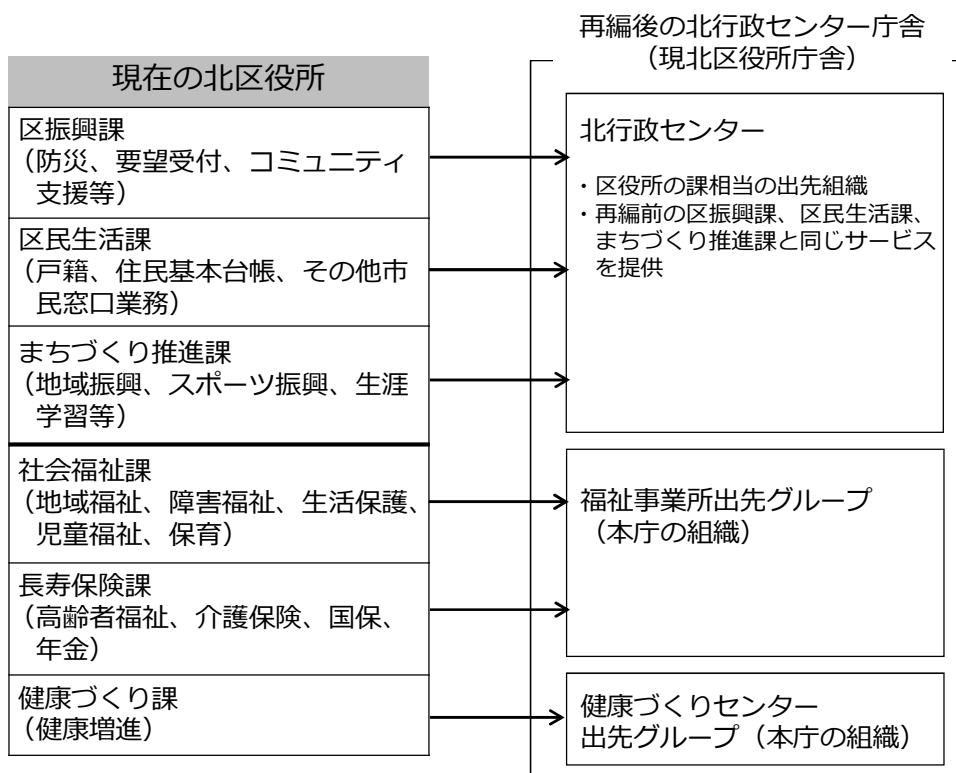 再編後の北行政センター庁舎
（現北区役所庁舎）
現在の北区役所
区振興課
（防災、要望受付、コミュニティ
支援等）
区民生活課
（戸籍、住民基本台帳、その他市
民窓口業務）
まちづくり推進課
（地域振興、スポーツ振興、生涯
学習等）
社会福祉課
（地域福祉、障害福祉、生活保護、
児童福祉、保育）
長寿保険課
（高齢者福祉、介護保険、国保、
年金）
健康づくり課
（健康増進）
北行政センター
・区役所の課相当の出先組織
・再編前の区振興課、区民生活課、
まちづくり推進課と同じサービス
を提供
福祉事業所出先グループ
（本庁の組織）
健康づくりセンター
出先グループ（本庁の組織）